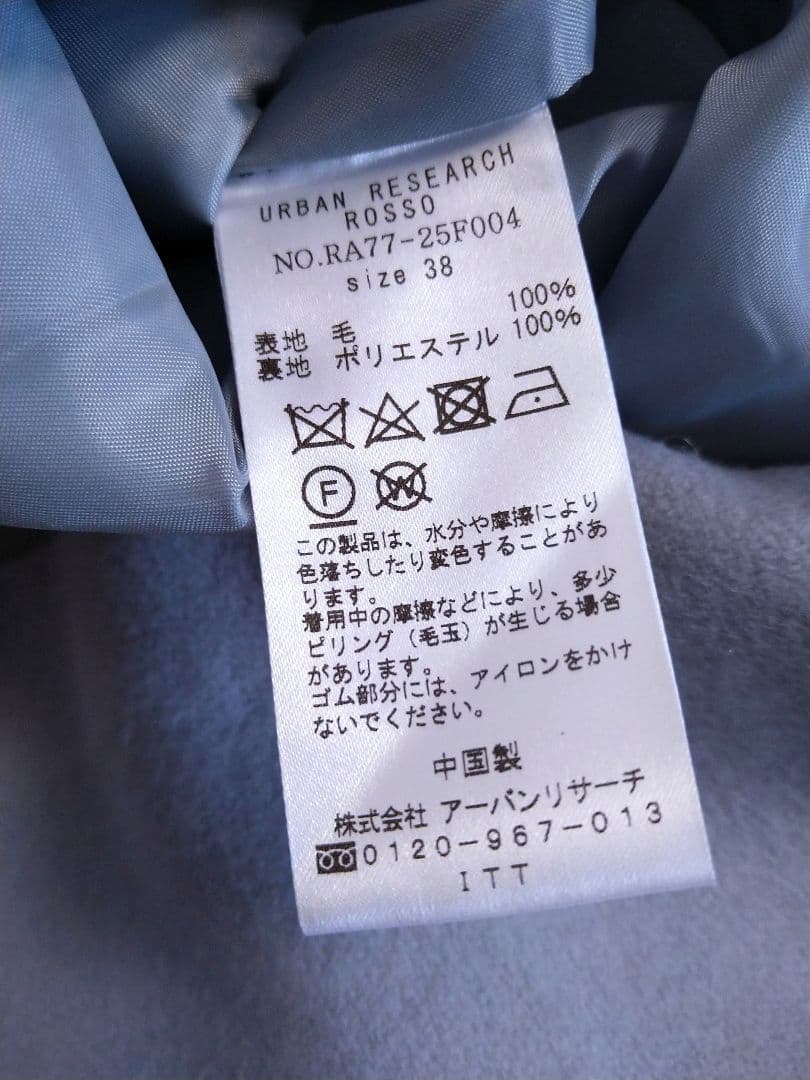 URBAN RESEARCH
ROSSO
NO.RA77-25F004
size 38
表地 毛 100%
裏地 ポリエステル 100%
F W
この製品は、水分や摩擦により
色落ちしたり変色することがあ
ります。
着用中の摩擦などにより、多少
ピリング（毛玉）が生じる場合
があります。
ゴム部分には、アイロンをかけ
ないでください。
中国製
株式会社 アーバンリサーチ
0120-967-013
ITT